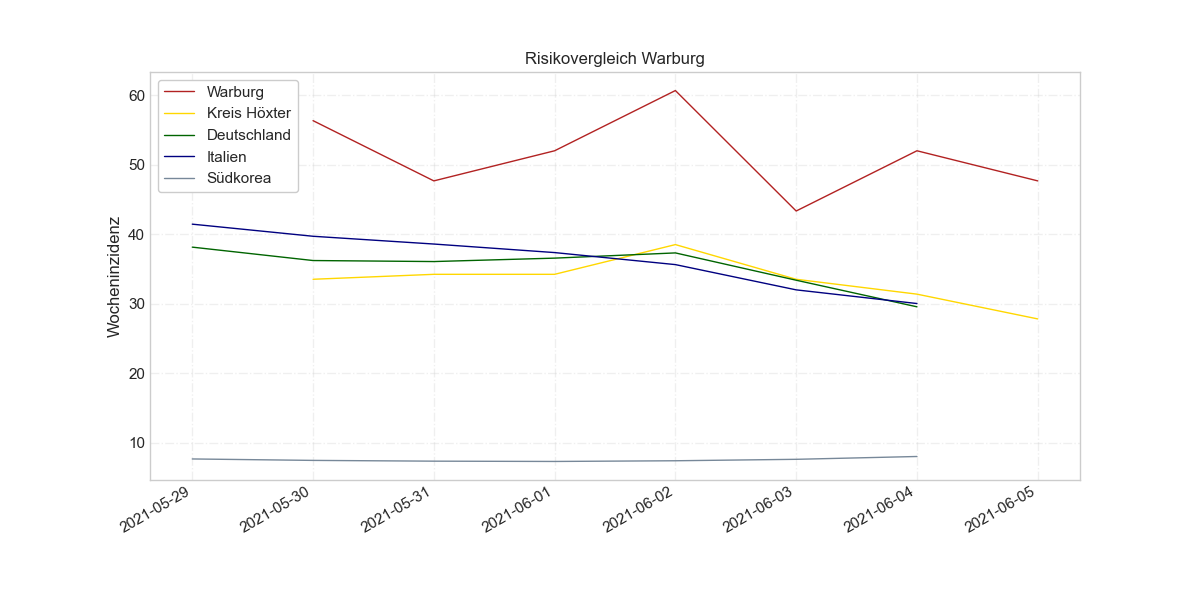 Risikovergleich Warburg
Warburg
Kreis Höxter
Deutschland
Italien
Südkorea
Wocheninzidenz
60
50
40
30
20
10
2021-05-29
2021-05-30
2021-05-31
2021-06-01
2021-06-02
2021-06-03
2021-06-04
2021-06-05